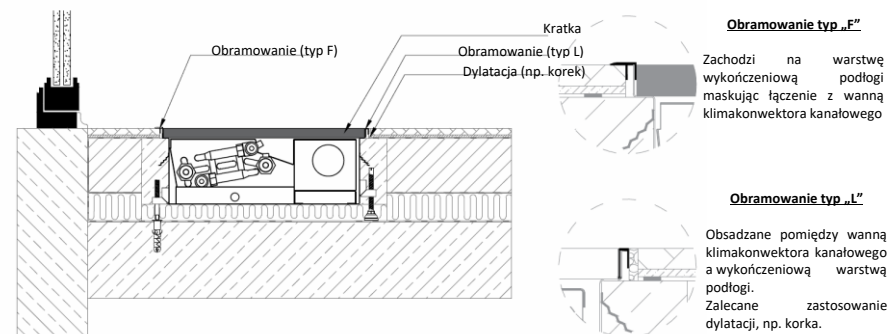 Kratka
Obramowanie (typ F)
Obramowanie (typ L)
Dylatacja (np. korek)
Obramowanie typ „F”
Zachodzi na warstwę
wykończeniową podłogi
maskując łączenie z wanną
klimakonwektora kanałowego
Obramowanie typ „L”
Obsadzane pomiędzy wanną
klimakonwektora kanałowego
a wykończeniową warstwą
podłogi.
Zalecane zastosowanie
dylatacji, np. korka.